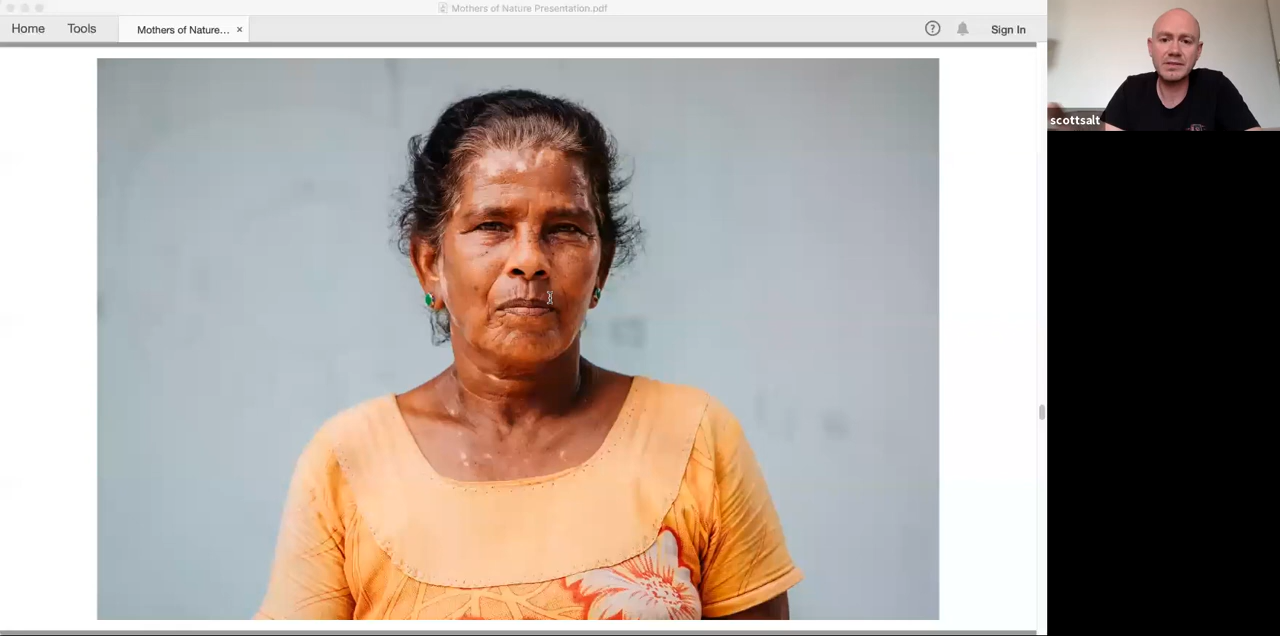 Mothers of Nature Presentation.pdf
Home
Tools
Mothers of Nature... ×
?
Sign In
scottsalt